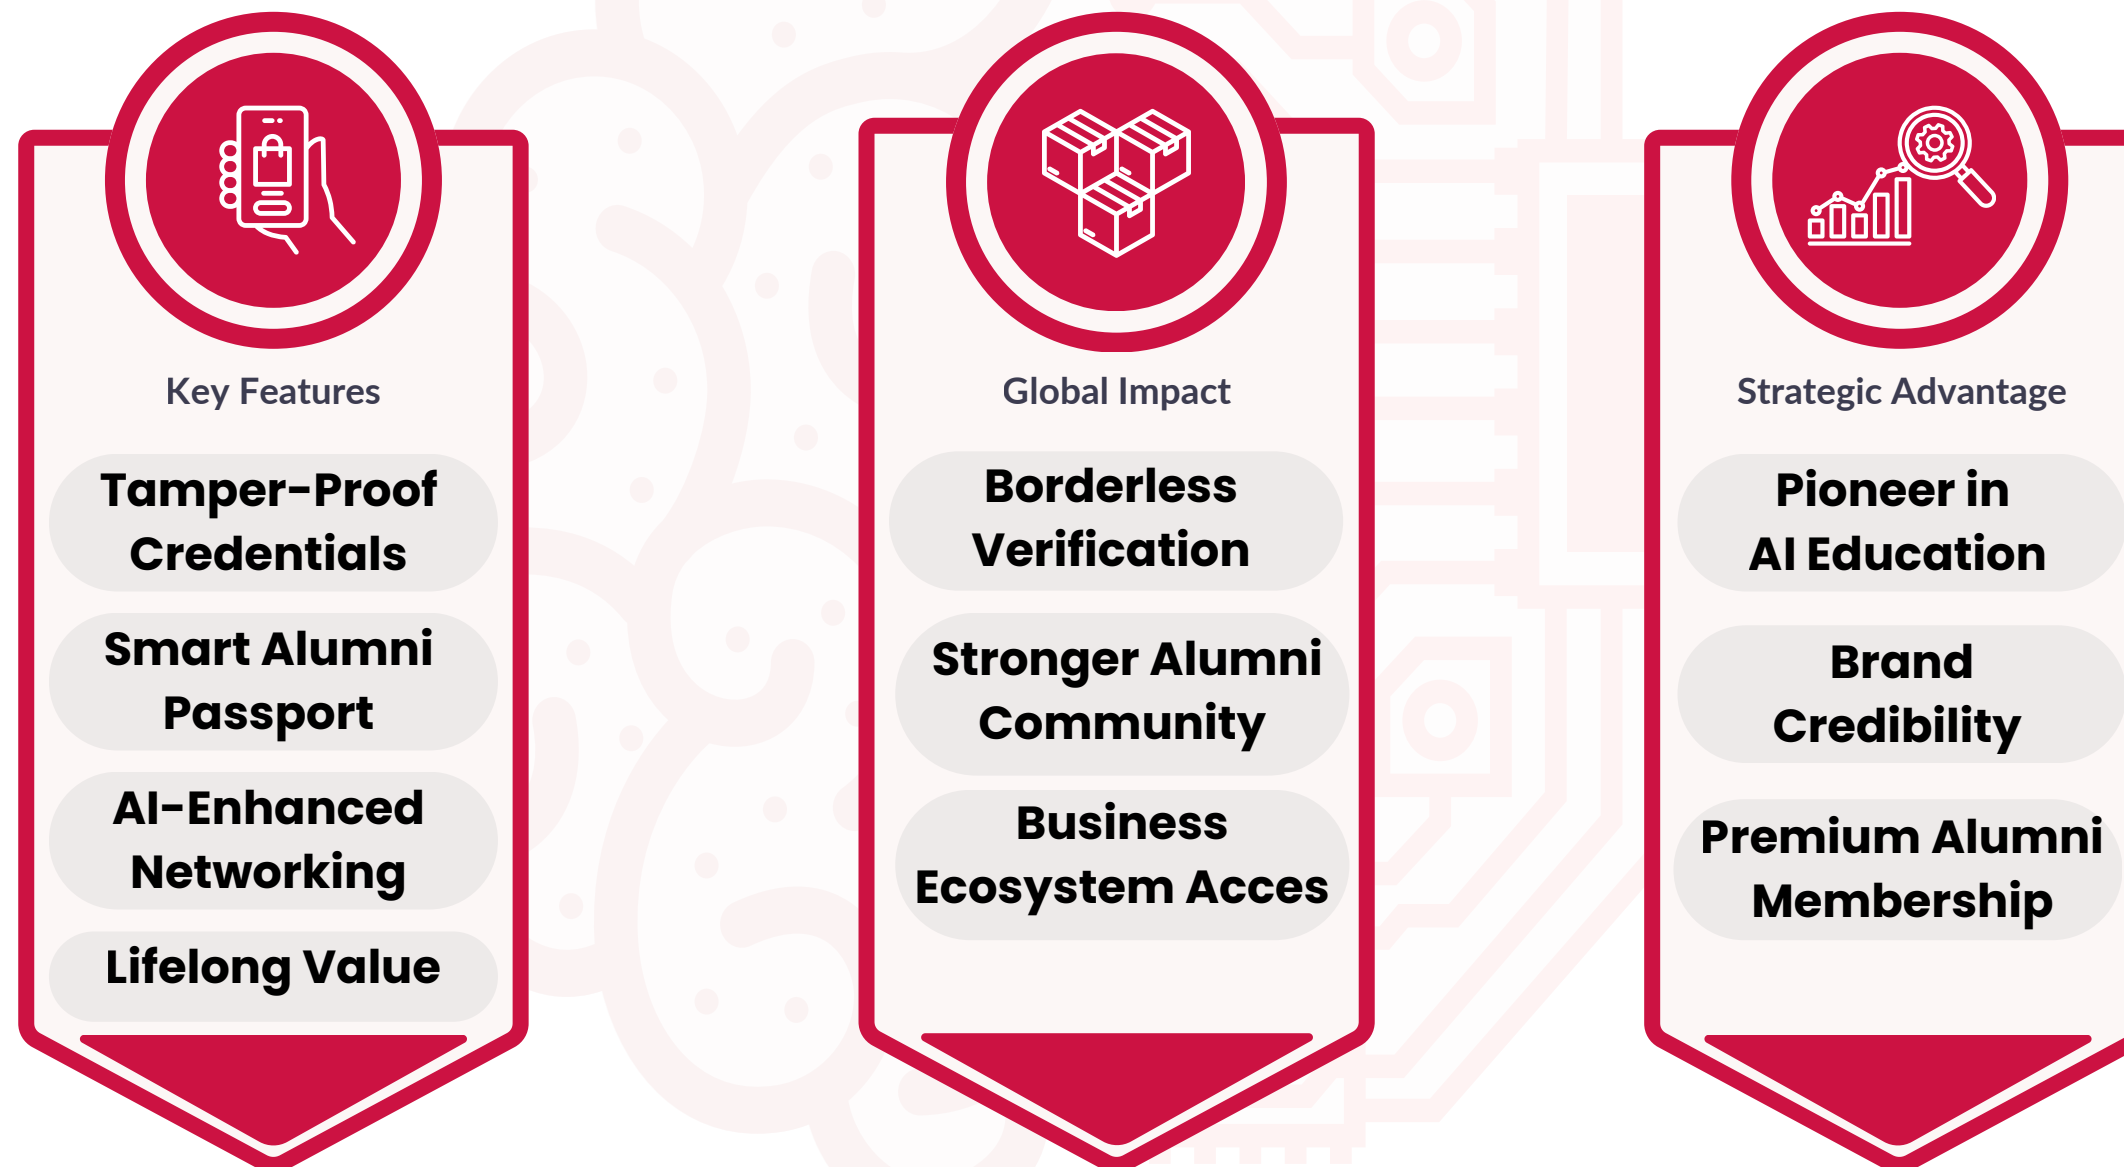 Key Features
Tamper-Proof
Credentials
Smart Alumni
Passport
AI-Enhanced
Networking
Lifelong Value
Global Impact
Borderless
Verification
Stronger Alumni
Community
Business
Ecosystem Acces
Strategic Advantage
Pioneer in
AI Education
Brand
Credibility
Premium Alumni
Membership